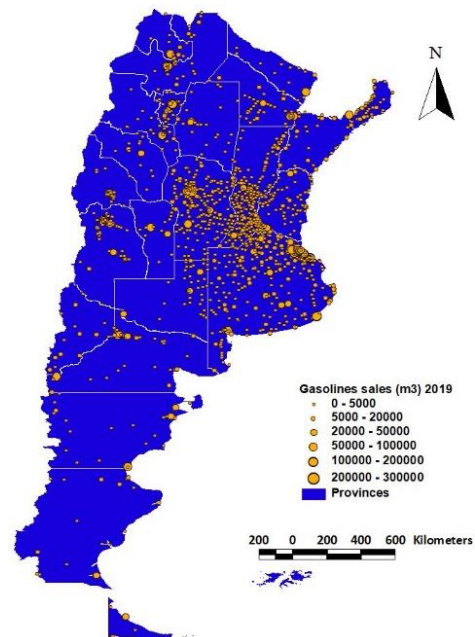 N
Gasolines sales (m3) 2019
0 - 5000
5000 - 20000
20000 - 50000
50000 - 100000
100000 - 200000
200000 - 300000
Provinces
200 0 200 400 600 Kilometers